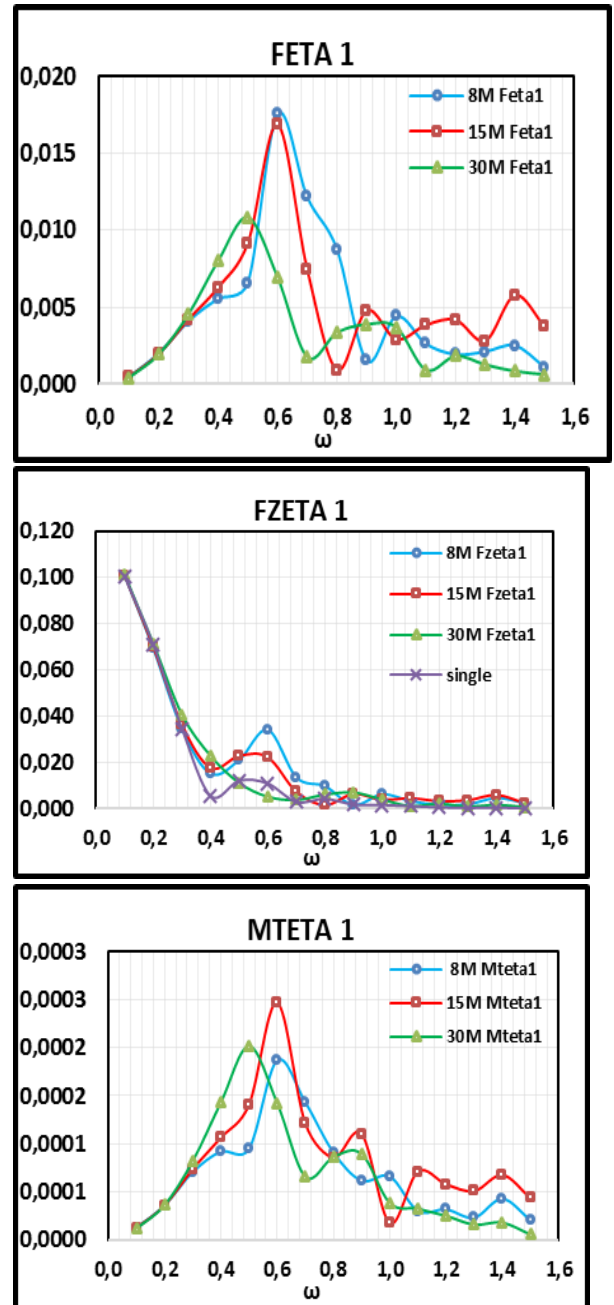 FETA 1
0,020
0,015
0,010
0,005
0,000
8M Feta1
15M Feta1
30M Feta1
0,0 0,2 0,4 0,6 0,8 1,0 1,2 1,4 1,6
ω
FZETA 1
0,120
0,100
0,080
0,060
0,040
0,020
0,000
8M Fzeta1
15M Fzeta1
30M Fzeta1
single
0,0 0,2 0,4 0,6 0,8 1,0 1,2 1,4 1,6
ω
MTETA 1
0,0003
0,0003
0,0002
0,0002
0,0001
0,0001
0,0000
8M Mteta1
15M Mteta1
30M Mteta1
0,0 0,2 0,4 0,6 0,8 1,0 1,2 1,4 1,6
ω